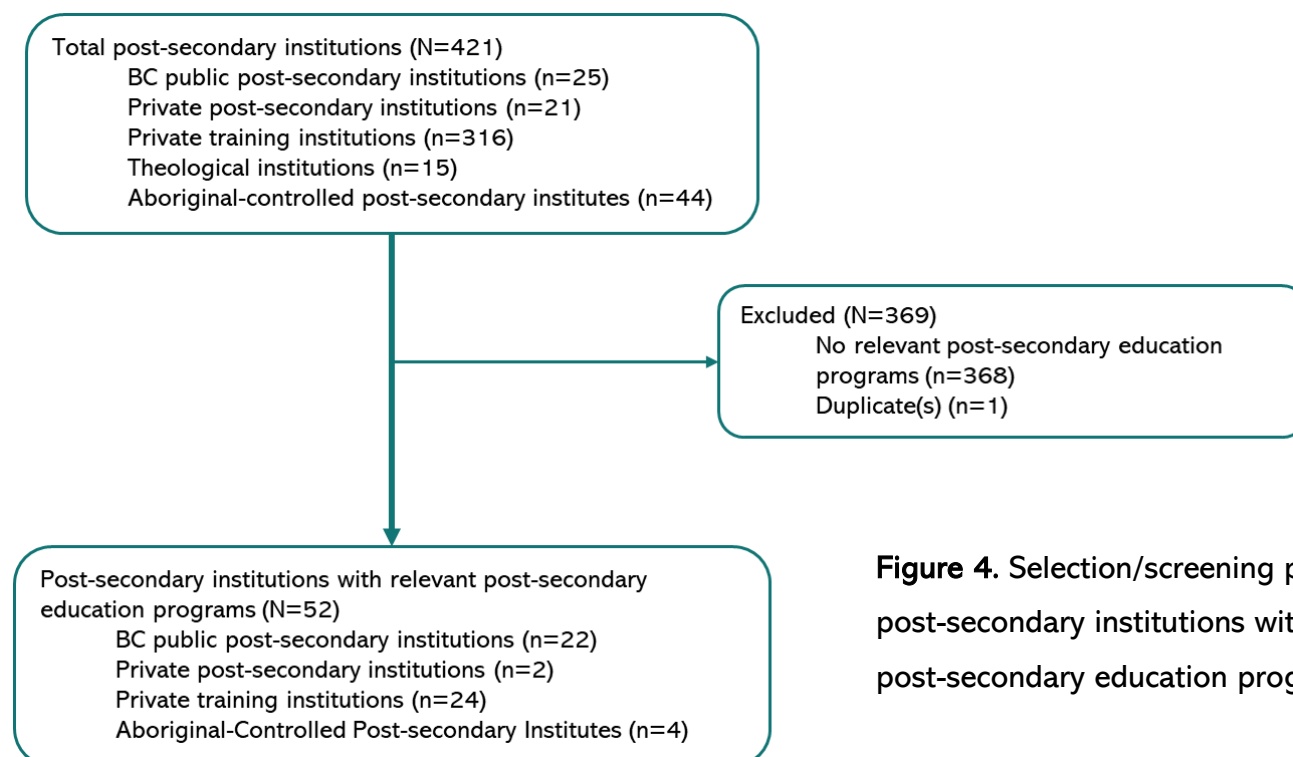 Total post-secondary institutions (N=421)
BC public post-secondary institutions (n=25)
Private post-secondary institutions (n=21)
Private training institutions (n=316)
Theological institutions (n=15)
Aboriginal-controlled post-secondary institutes (n=44)
Excluded (N=369)
No relevant post-secondary education
programs (n=368)
Duplicate(s) (n=1)
Post-secondary institutions with relevant post-secondary
education programs (N=52)
BC public post-secondary institutions (n=22)
Private post-secondary institutions (n=2)
Private training institutions (n=24)
Aboriginal-Controlled Post-secondary Institutes (n=4)
Figure 4. Selection/screening
post-secondary institutions
post-secondary education